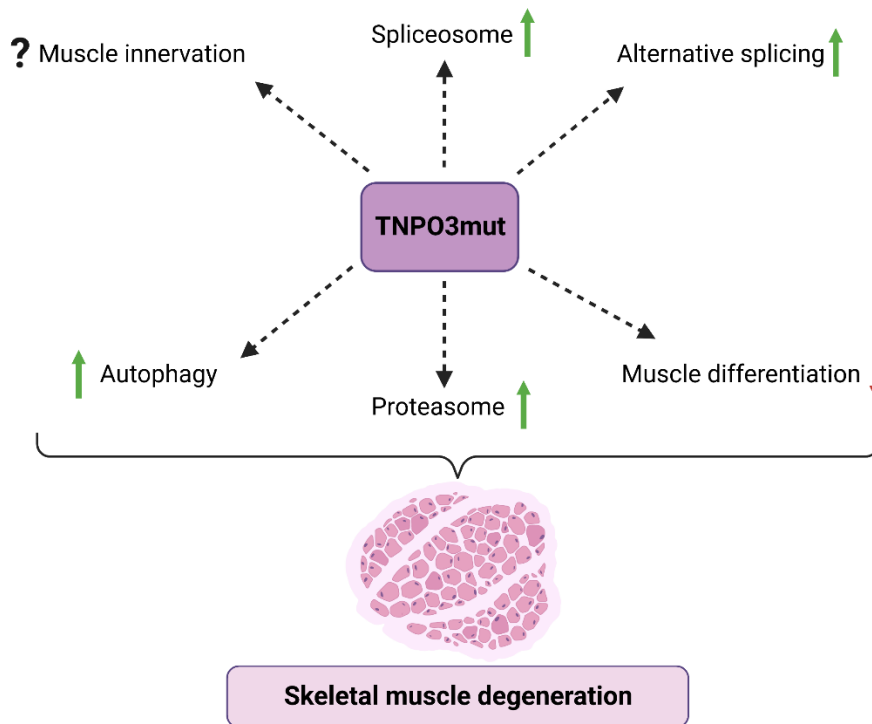 Spliceosome
? Muscle innervation
Alternative splicing
TNPO3mut
Autophagy
Muscle differentiation
Proteasome
Skeletal muscle degeneration